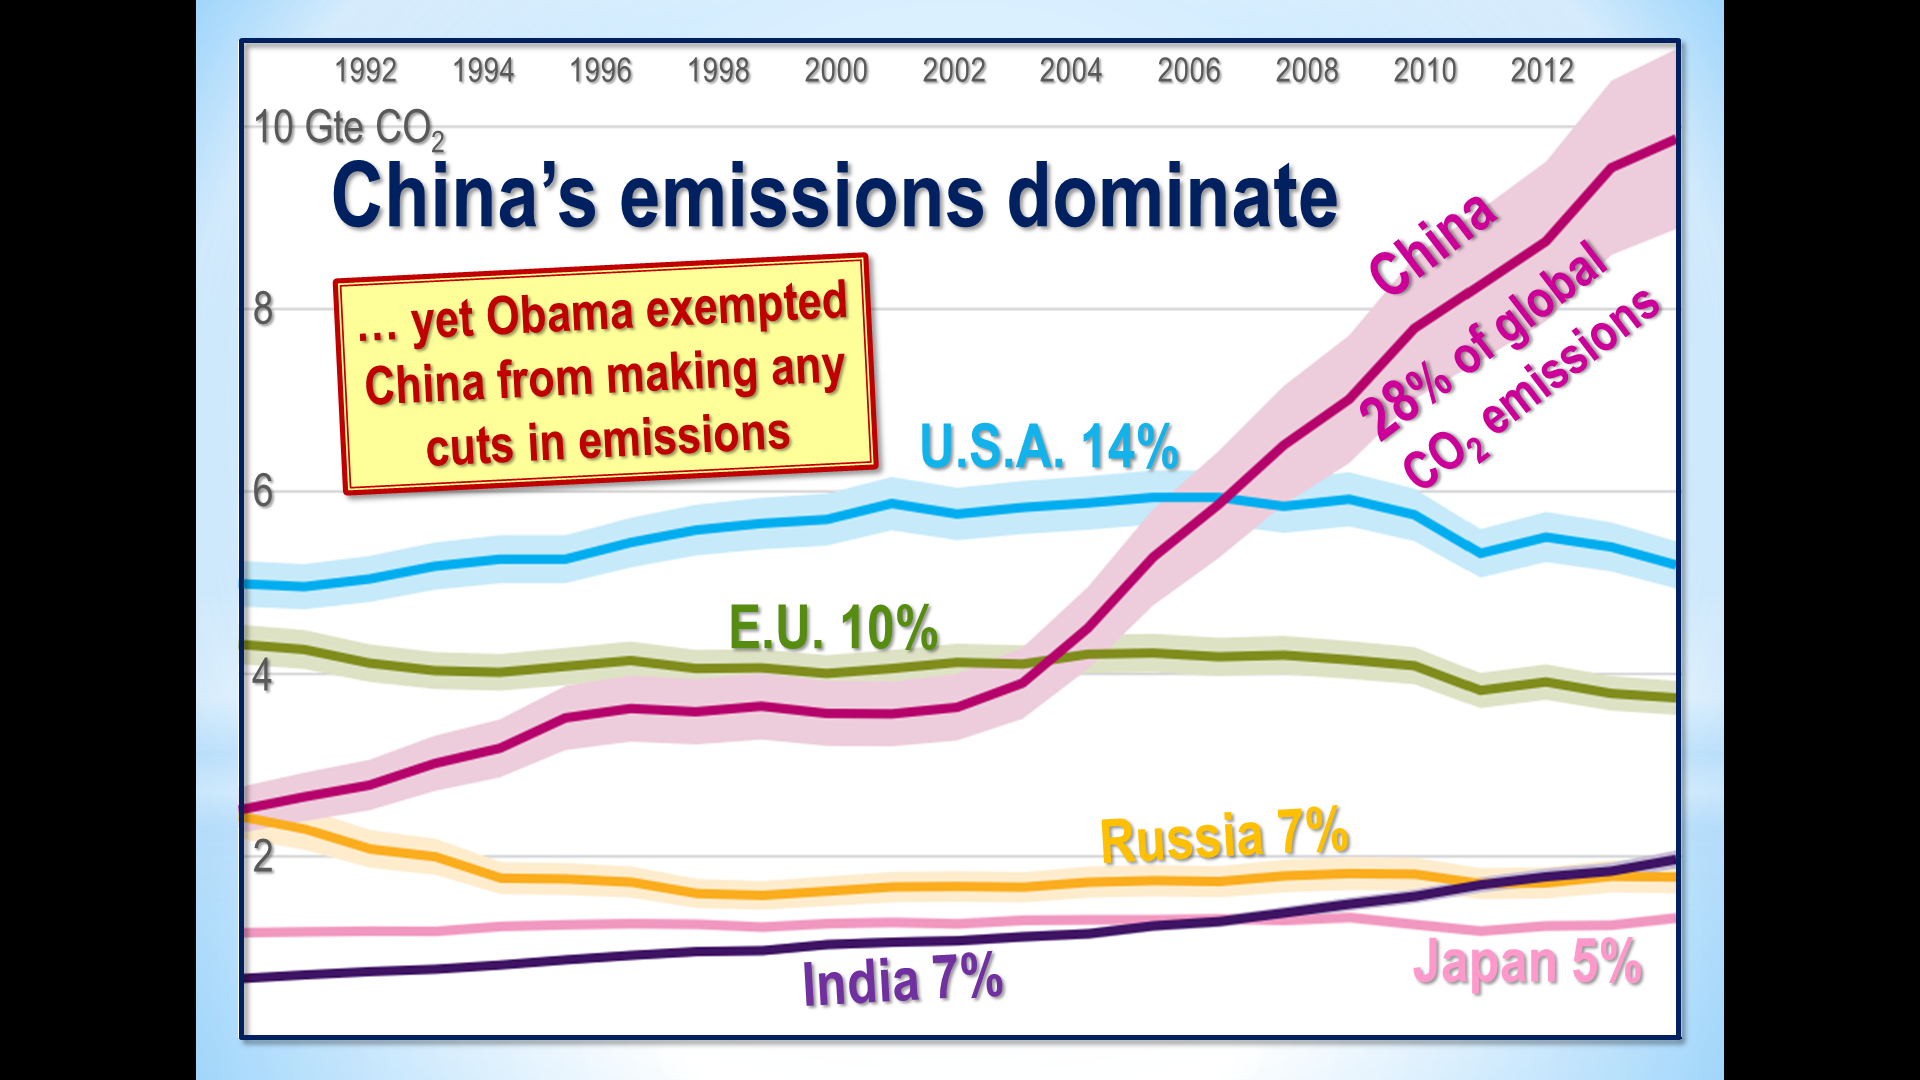 1992 1994 1996 1998 2000 2002 2004 2006 2008 2010 2012
10 Gte CO₂
China’s emissions dominate
… yet Obama exempted
China from making any
cuts in emissions
China
28% of global
CO₂ emissions
8
U.S.A. 14%
6
E.U. 10%
4
Russia 7%
2
Japan 5%
India 7%